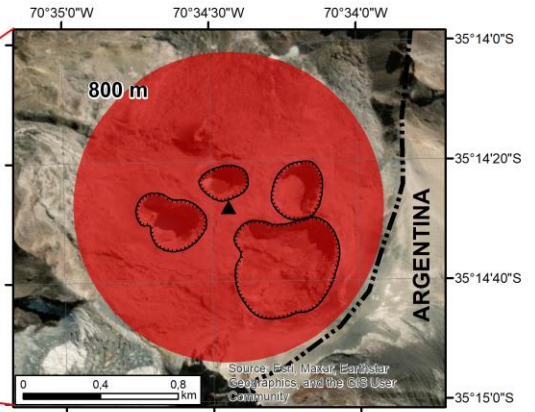 70°35'0"W 70°34'30"W 70°34'0"W
35°14'0"S
800 m
35°14'20"S
ARGENTINA
35°14'40"S
Source: Esri, Maxar, Earthstar
Geographics, and the GIS User
Community
0 0,4 0,8
km
35°15'0"S